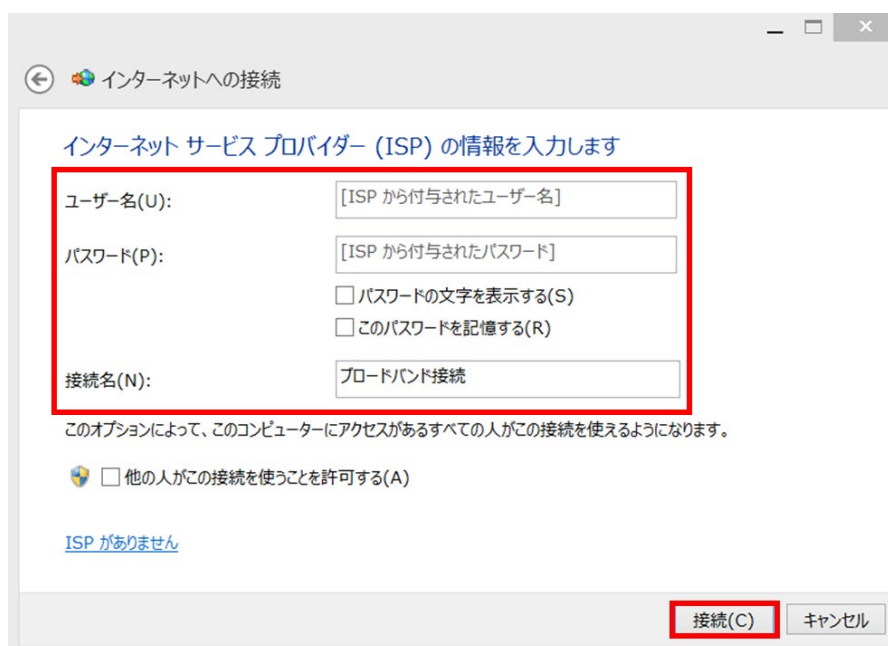 インターネットへの接続
インターネット サービス プロバイダー (ISP) の情報を入力します
ユーザー名(U):
[ISP から付与されたユーザー名]
パスワード(P):
[ISP から付与されたパスワード]
パスワードの文字を表示する(S)
このパスワードを記憶する(R)
接続名(N):
ブロードバンド接続
このオプションによって、このコンピューターにアクセスがあるすべての人がこの接続を使えるようになります。
他の人がこの接続を使うことを許可する(A)
ISP がありません
接続(C)
キャンセル